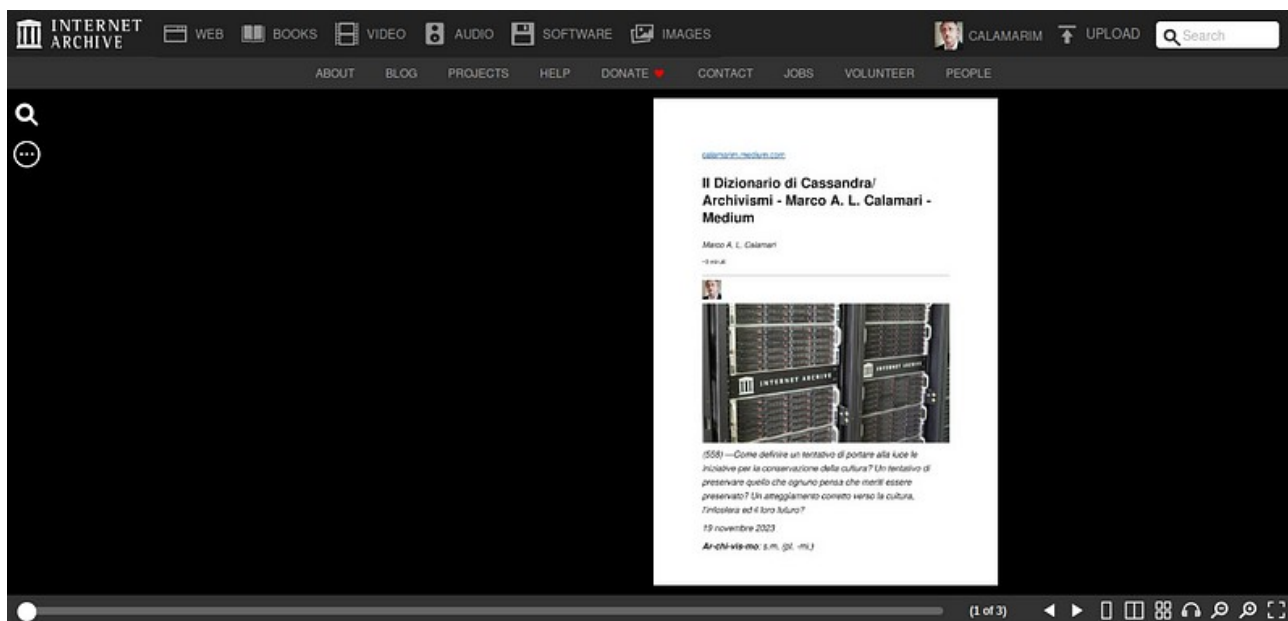 INTERNET ARCHIVE
WEB
BOOKS
VIDEO
AUDIO
SOFTWARE
IMAGES
CALAMARIM
UPLOAD
Search
ABOUT
BLOG
PROJECTS
HELP
DONATE
CONTACT
JOBS
VOLUNTEER
PEOPLE
calamarim.medium.com
Il Dizionario di Cassandra/
Archivismi - Marco A. L. Calamari -
Medium
Marco A. L. Calamari
INTERNET ARCHIVE
INTERNET ARCHIVE
(558) —Come definire un tentativo di portare alla luce le
iniziative per la conservazione della cultura? Un tentativo di
preservare quello che ognuno pensa che meriti essere
preservato? Un atteggiamento corretto verso la cultura,
l'infosfera ed il loro futuro?
19 novembre 2023
Ar-chi-vis-mo: s.m. (pl. -mi.)
(1 of 3)